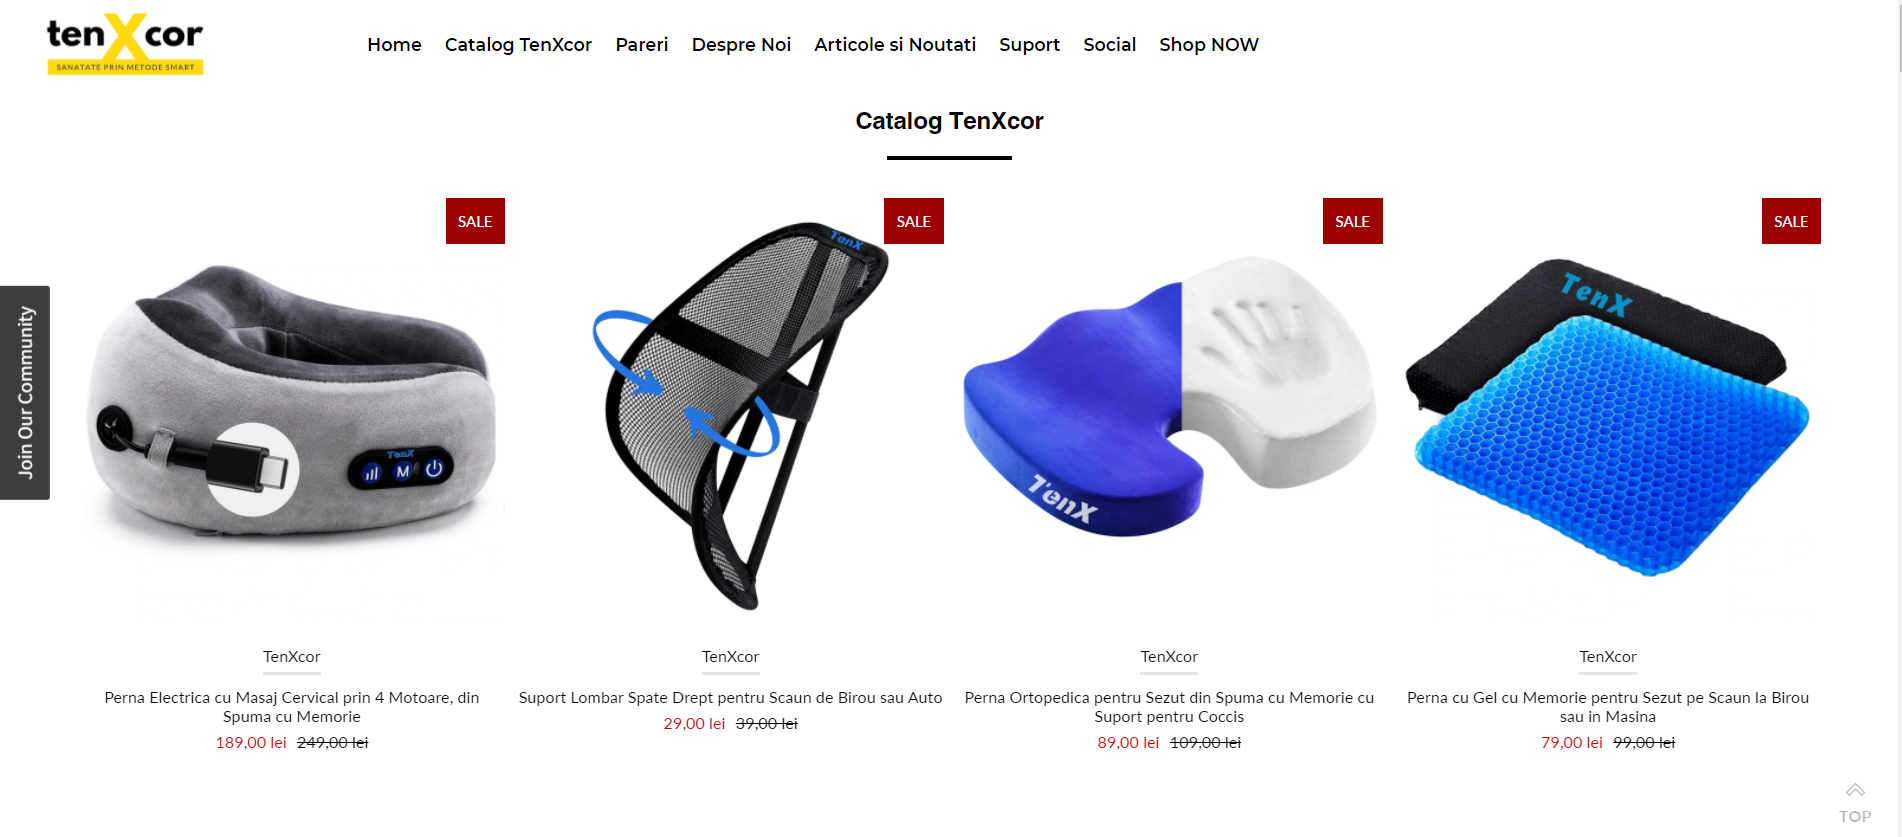 tenXcor
SANATATE PRIN METODE SMART
Home Catalog TenXcor Pareri Despre Noi Articole si Noutati Suport Social Shop NOW
Catalog TenXcor
SALE
SALE
SALE
SALE
Join Our Community
TenX
M
TenX
TenX
TenX
TenXcor
Perna Electrica cu Masaj Cervical prin 4 Motoare, din
Spuma cu Memorie
189,00 lei 249,00 lei
TenXcor
Suport Lombar Spate Drept pentru Scaun de Birou sau Auto
29,00 lei 39,00 lei
TenXcor
Perna Ortopedica pentru Sezut din Spuma cu Memorie cu
Suport pentru Coccis
89,00 lei 109,00 lei
TenXcor
Perna cu Gel cu Memorie pentru Sezut pe Scaun la Birou
sau in Masina
79,00 lei 99,00 lei
TOP